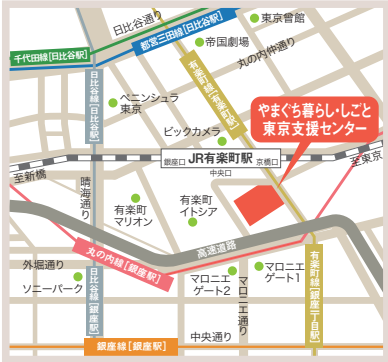 日比谷通り
東京會館
都営三田線[日比谷駅]
帝国劇場
丸の内仲通り
千代田線[日比谷駅]
有楽町線[有楽町駅]
日比谷線[日比谷駅]
ペニンシュラ
東京
やまぐち暮らし・しごと
東京支援センター
ビックカメラ
銀座口 JR有楽町駅 京橋口
中央口
至東京
至新橋
晴海通り
有楽町
マリオン
有楽町
イトシア
高速道路
丸の内線[銀座駅]
外堀通り
ソニーパーク
日比谷線[銀座駅]
マロニエ
ゲート2
マロニエ
ゲート1
マロニエ通り
有楽町線[銀座一丁目駅]
中央通り
銀座線[銀座駅]